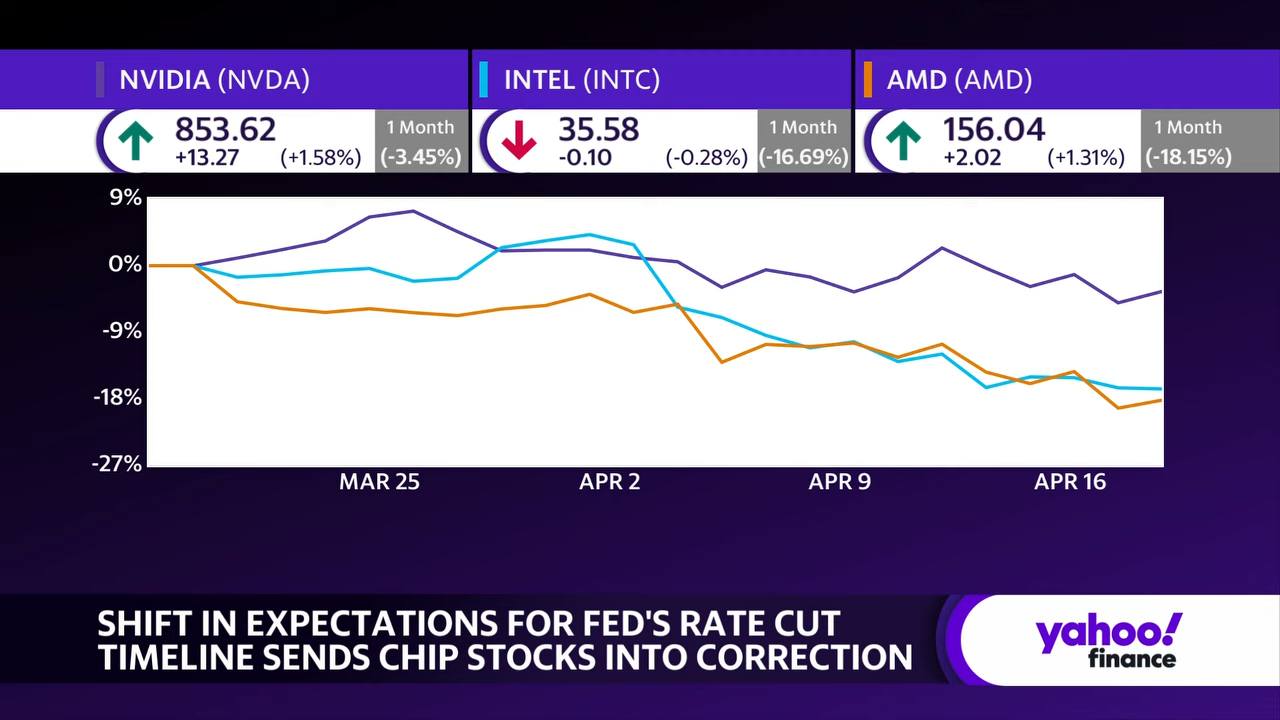 NVIDIA (NVDA)
853.62
+13.27 (+1.58%)
1 Month
(-3.45%)
INTEL (INTC)
35.58
-0.10 (-0.28%)
1 Month
(-16.69%)
AMD (AMD)
156.04
+2.02 (+1.31%)
1 Month
(-18.15%)
9%
0%
-9%
-18%
-27%
MAR 25 APR 2 APR 9 APR 16
SHIFT IN EXPECTATIONS FOR FED'S RATE CUT
TIMELINE SENDS CHIP STOCKS INTO CORRECTION
yahoo!
finance